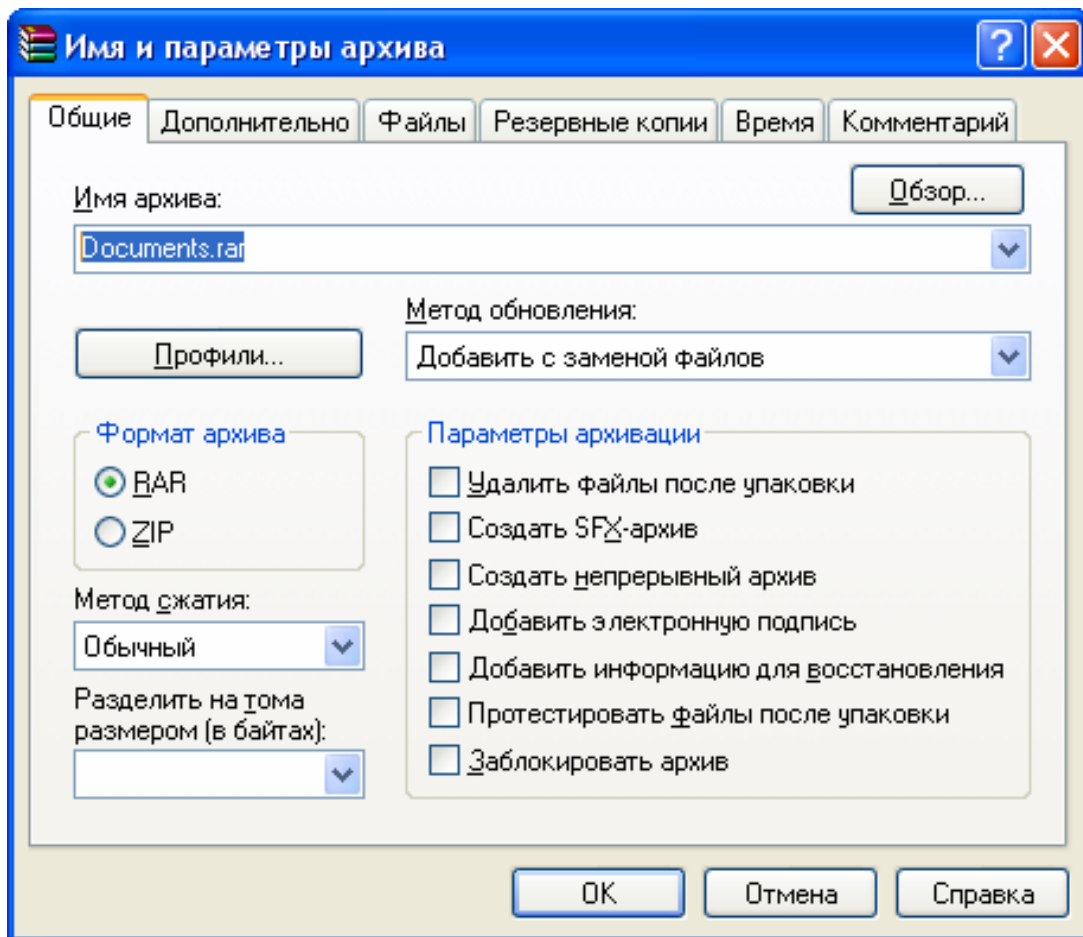 Имя и параметры архива
Общие Дополнительно Файлы Резервные копии Время Комментарий
Имя архива:
Обзор...
Documents.rar
Метод обновления:
Профили...
Добавить с заменой файлов
Формат архива
RAR
ZIP
Метод сжатия:
Обычный
Разделить на тома
размером (в байтах):
Параметры архивации
Удалить файлы после упаковки
Создать SFX-архив
Создать непрерывный архив
Добавить электронную подпись
Добавить информацию для восстановления
Протестировать файлы после упаковки
Заблокировать архив
OK Отмена Справка